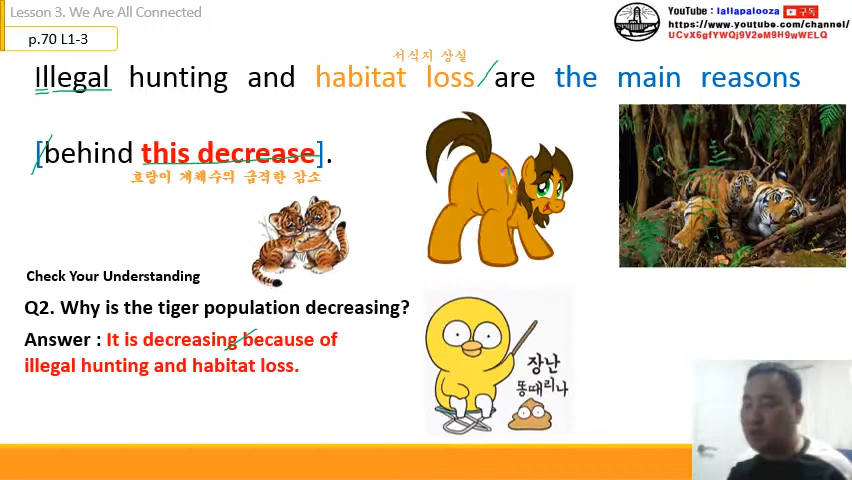 Lesson 3. We Are All Connected
p.70 L1-3
YouTube : lallapalooza 구독
https://www.youtube.com/channel/
UCvX6gfYWQj9V2eM9H9wWELQ
서식지 상실
Illegal hunting and habitat loss are the main reasons
[behind this decrease].
호랑이 개체수의 급격한 감소
Check Your Understanding
Q2. Why is the tiger population decreasing?
Answer : It is decreasing because of
illegal hunting and habitat loss.
장난
똥때리나